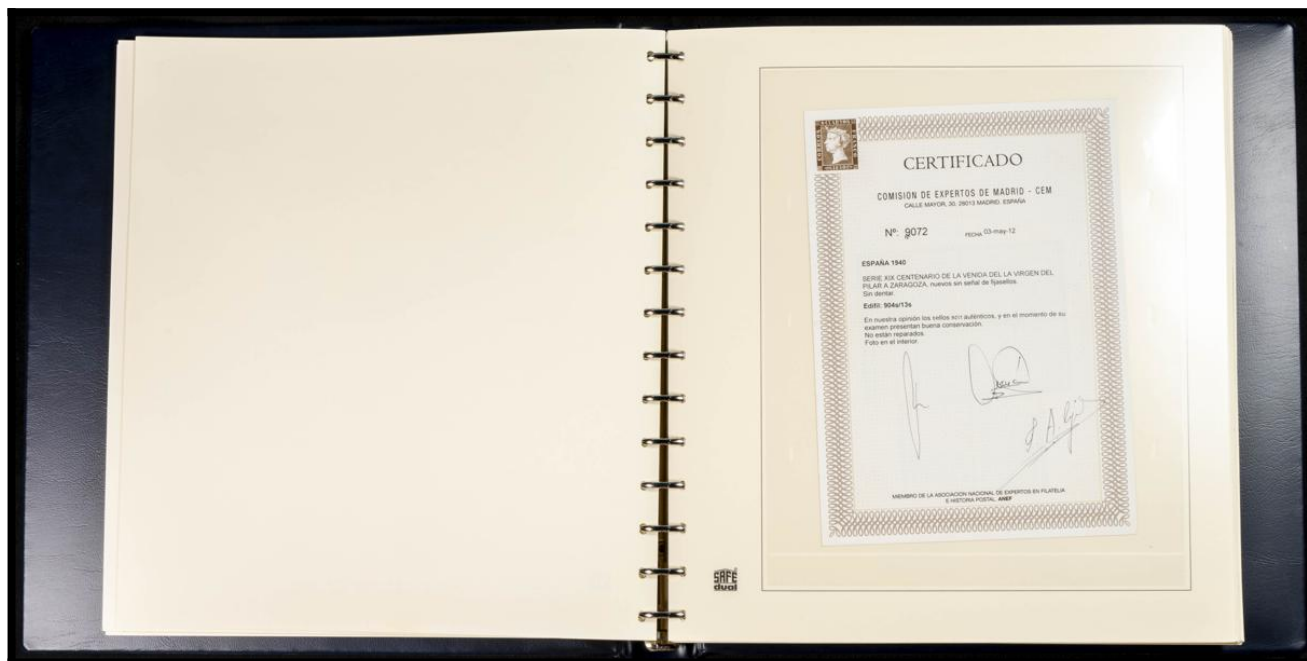 CERTIFICADO
COMISION DE EXPERTOS DE MADRID - CEM
CALLE MAYOR, 30, 28013 MADRID, ESPAÑA
Nº: 9072 FECHA 03-may-12
ESPAÑA 1940
SERIE XIX CENTENARIO DE LA VENIDA DEL LA VIRGEN DEL
PILAR A ZARAGOZA, nuevos sin señal de fijasellos.
Sin dentar.
Edifil: 904s/13s
En nuestra opinión los sellos son auténticos, y en el momento de su
examen presentan buena conservación.
No están reparados.
Foto en el interior.
MIEMBRO DE LA ASOCIACION NACIONAL DE EXPERTOS EN FILATELIA
E HISTORIA POSTAL, ANEF
SAFE
dual